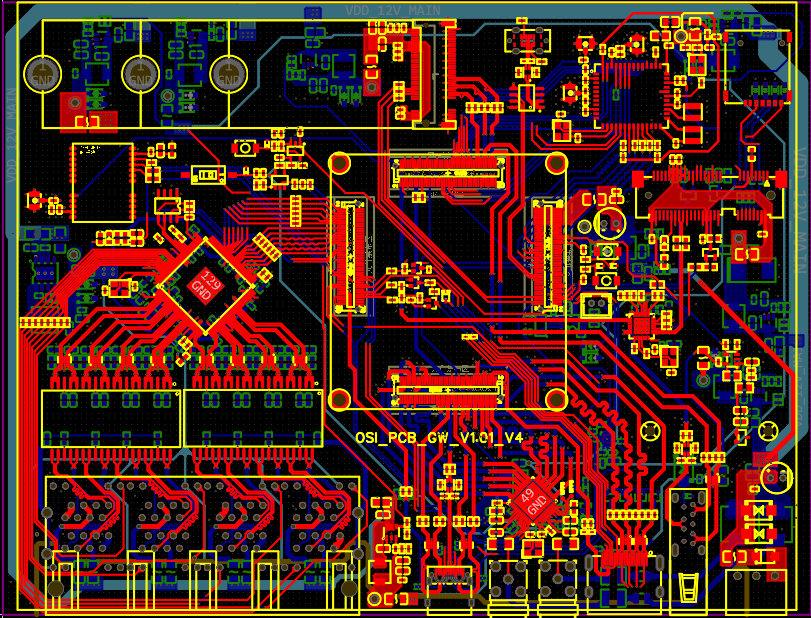 VDD_12V_MAIN
GND
GND
GND
VDD_12V_MAIN
129
GND
OSI_PCB_GW_V1.01_V4
49
GND